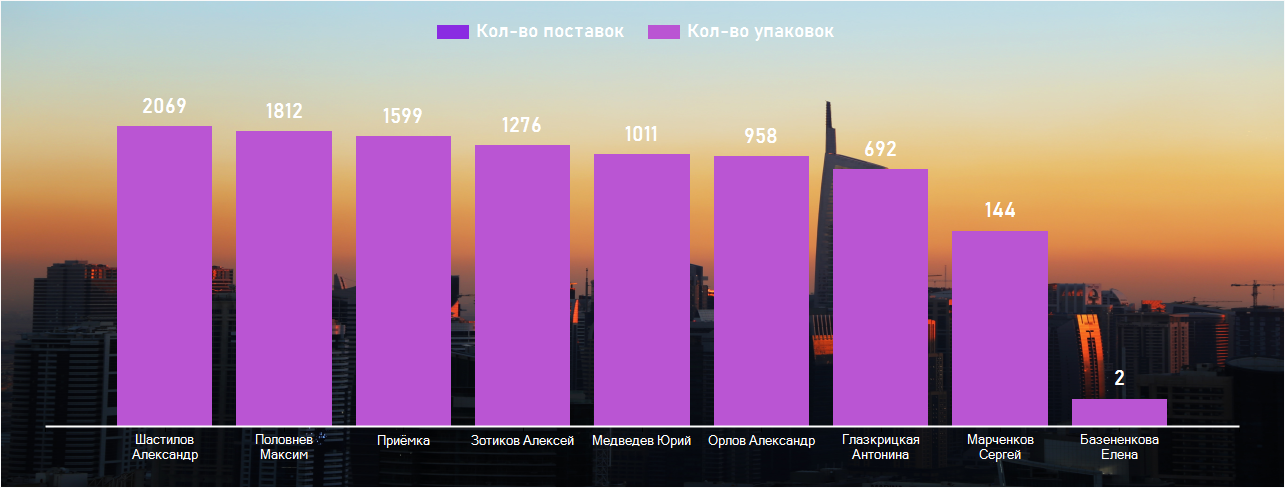 Кол-во поставок Кол-во упаковок
2069
1812
1599
1276
1011
958
692
144
2
Шастилов
Александр
Половнев
Максим
Приёмка
Зотиков Алексей
Медведев Юрий
Орлов Александр
Глазкрицкая
Антонина
Марченков
Сергей
Базененкова
Елена